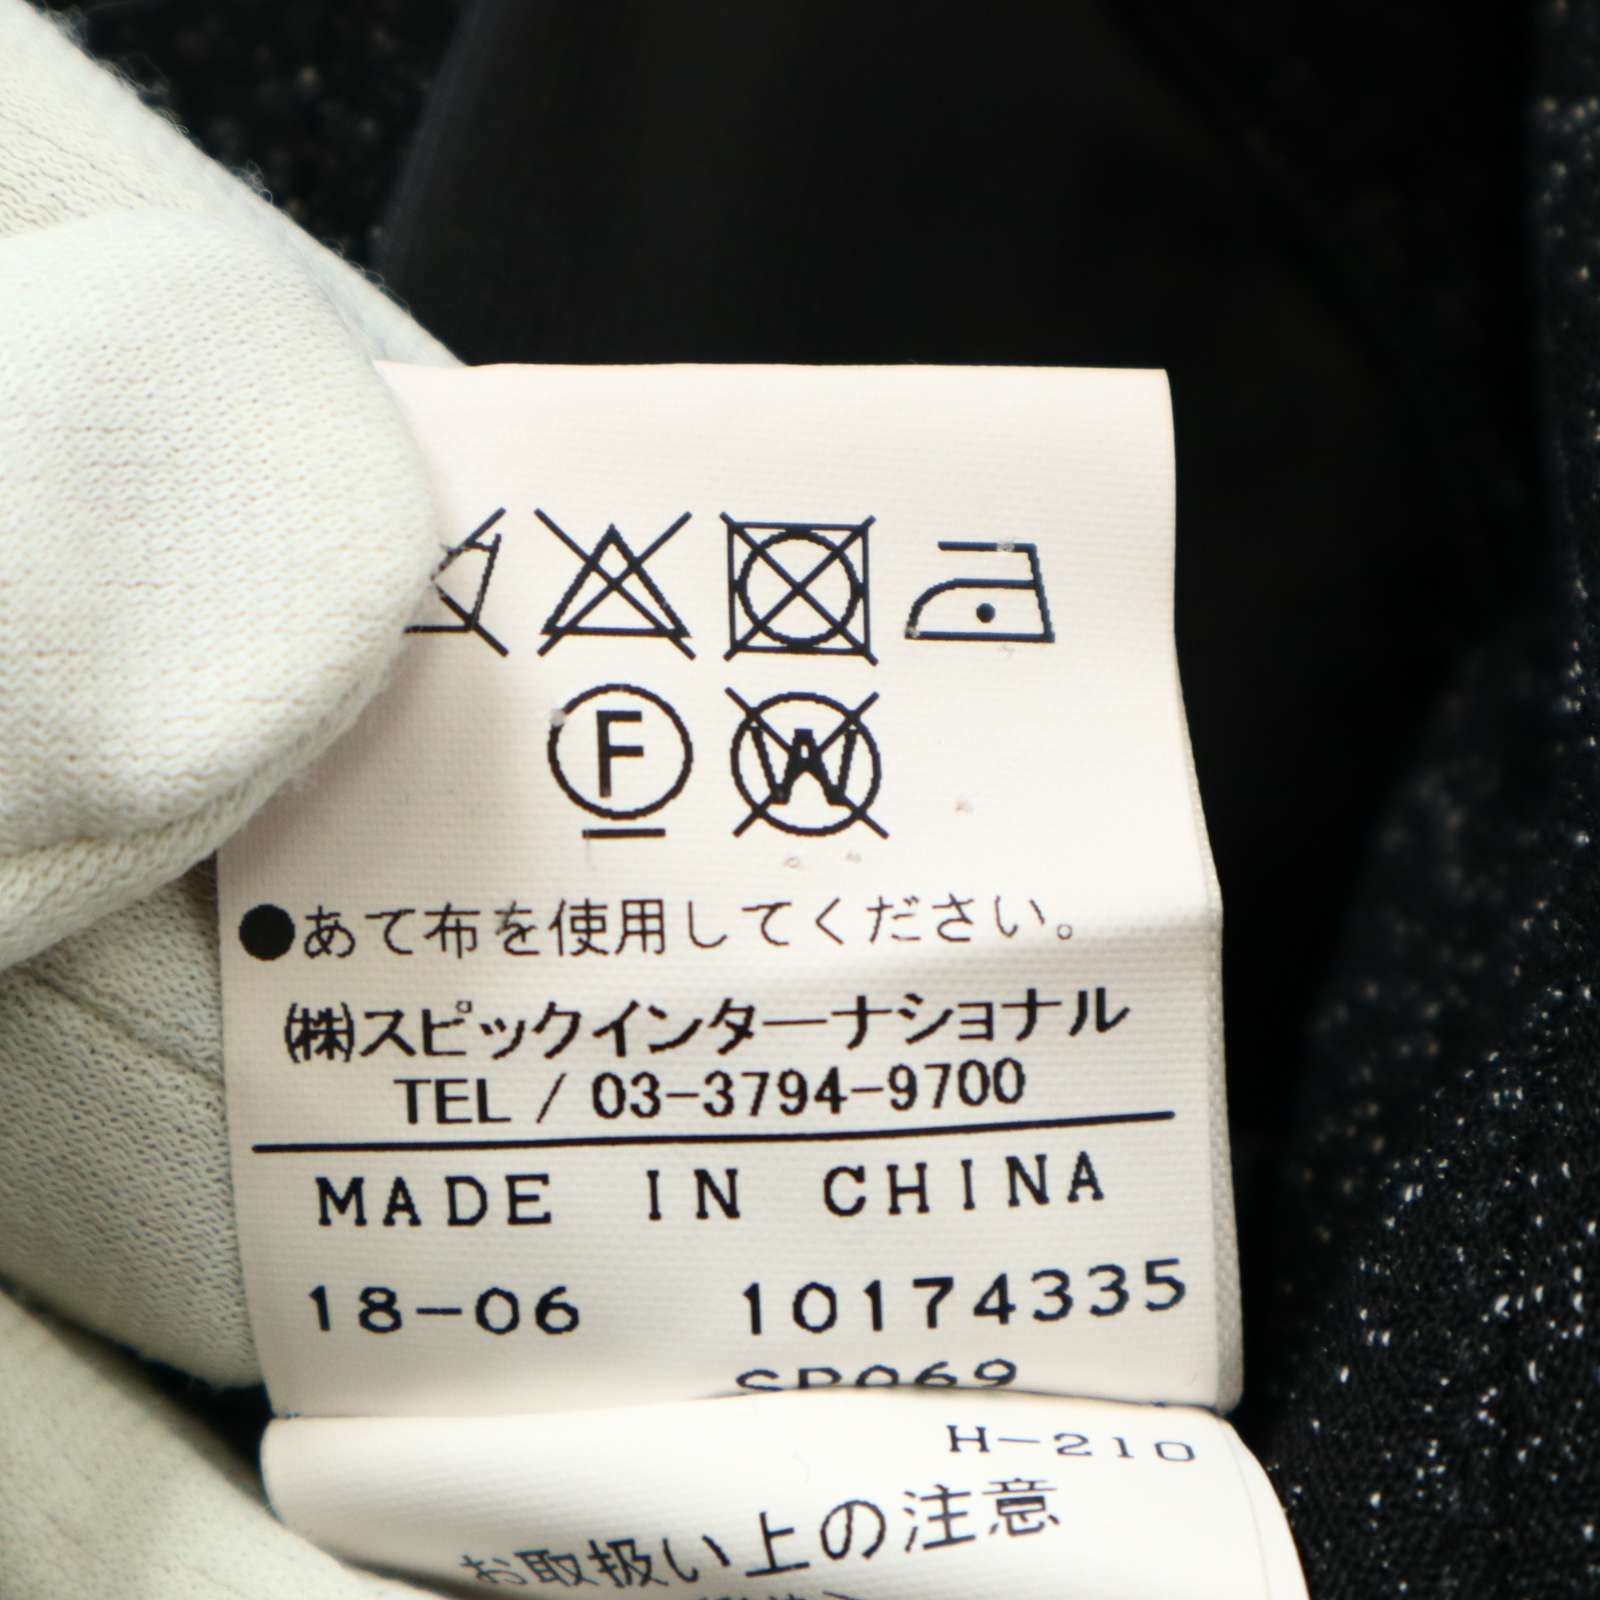 F
W
●あて布を使用してください。
(株)スピックインターナショナル
TEL / 03-3794-9700
MADE IN CHINA
18-06 10174335
SP069
H-210
お取扱い上の注意